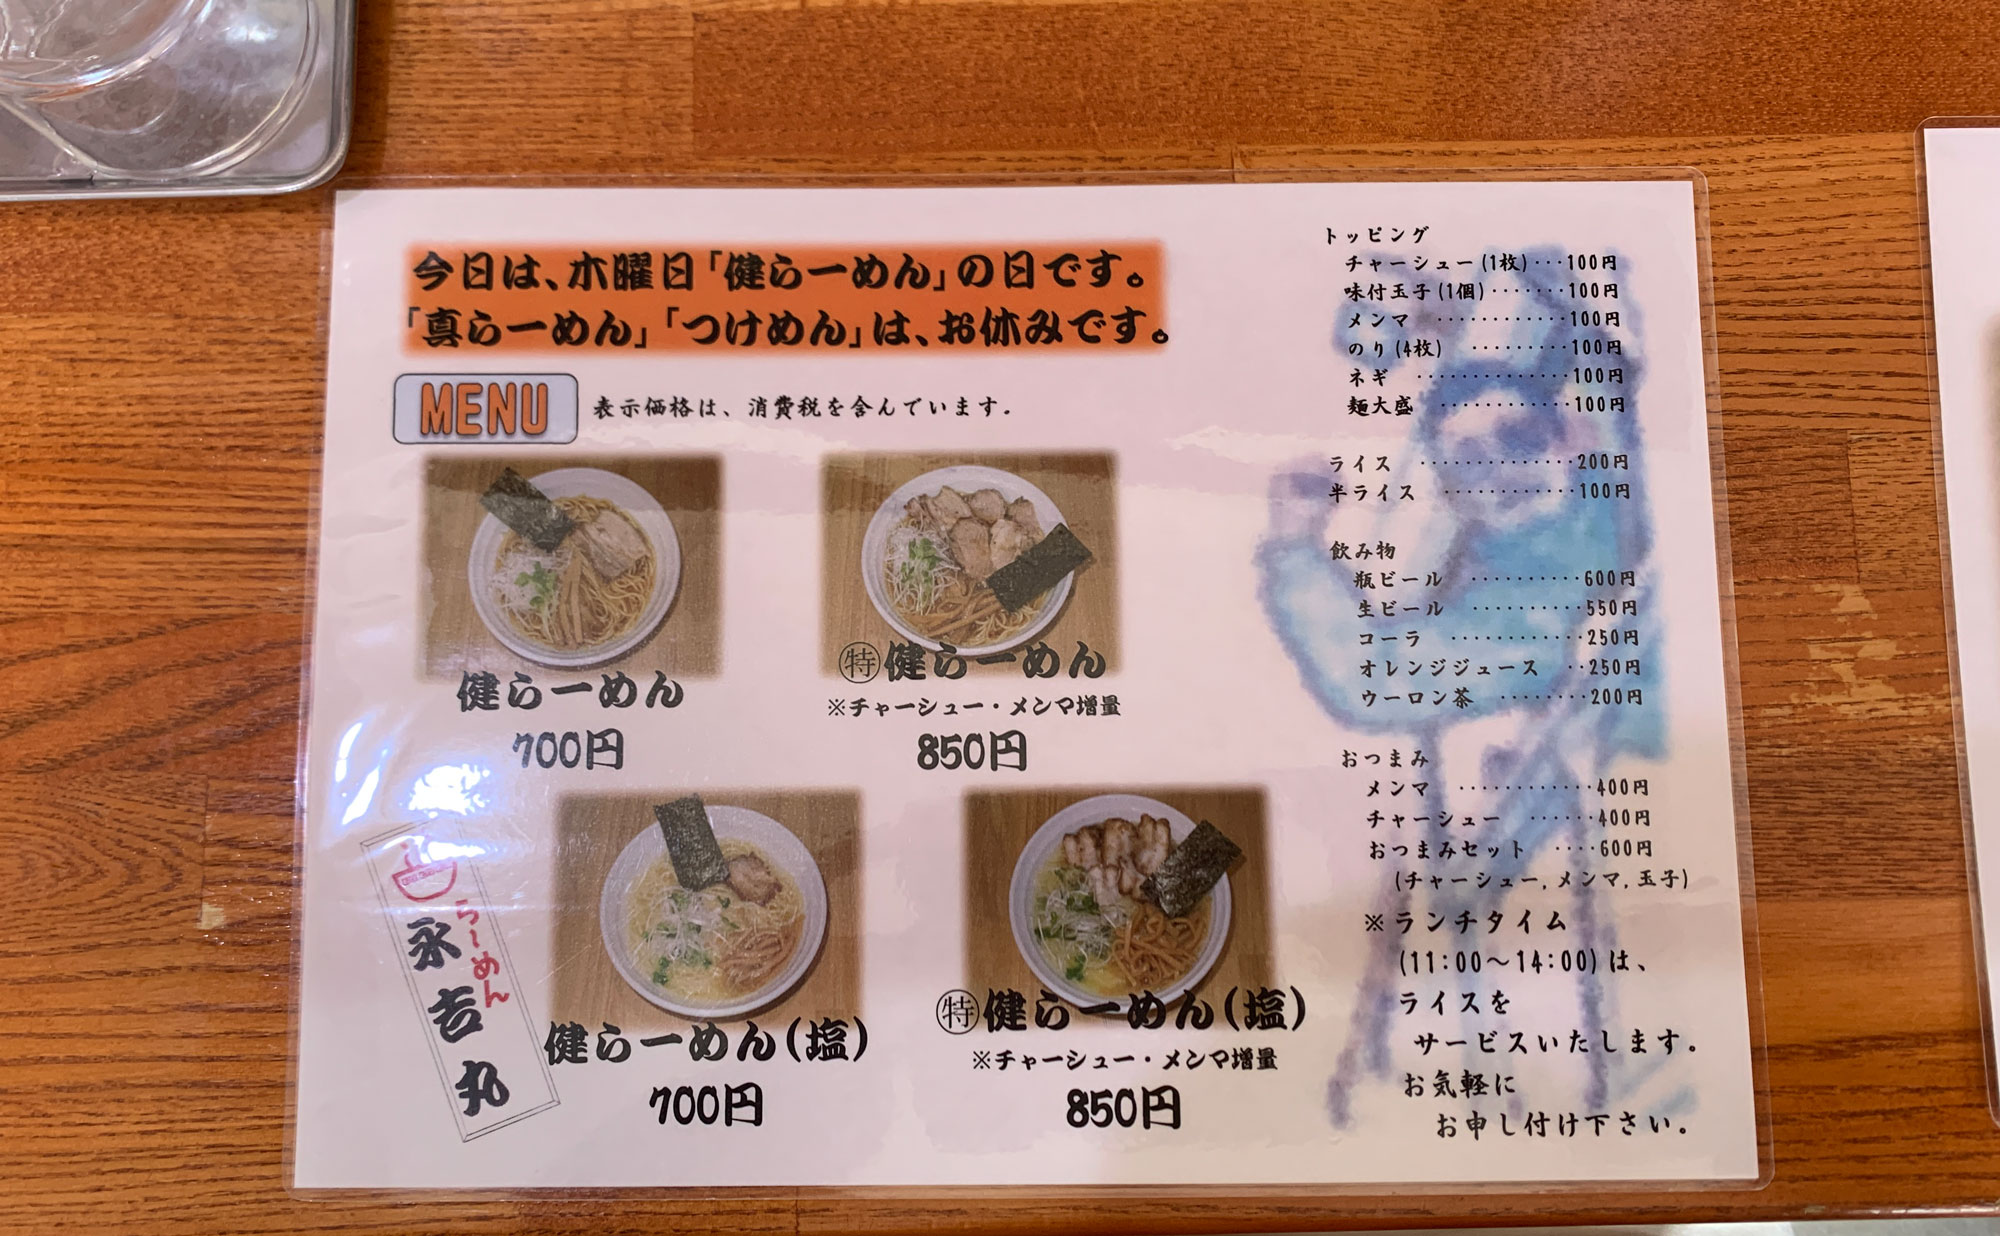 今日は、木曜日「健らーめん」の日です。
「真らーめん」「つけめん」は、お休みです。
MENU 表示価格は、消費税を含んでいます.
健らーめん
700円
㊕健らーめん
※チャーシュー・メンマ増量
850円
健らーめん(塩)
700円
㊕健らーめん(塩)
※チャーシュー・メンマ増量
850円
らーめん
永吉丸
トッピング
チャーシュー(1枚)···100円
味付玉子(1個)·······100円
メンマ ············100円
のり(4枚) ·········100円
ネギ ··············100円
麺大盛 ············100円
ライス ··············200円
半ライス ············100円
飲み物
瓶ビール ··········600円
生ビール ··········550円
コーラ ············250円
オレンジジュース ··250円
ウーロン茶 ········200円
おつまみ
メンマ ············400円
チャーシュー ······400円
おつまみセット ····600円
(チャーシュー,メンマ,玉子)
※ランチタイム
(11:00~14:00)は、
ライスを
サービスいたします.
お気軽に
お申し付け下さい.